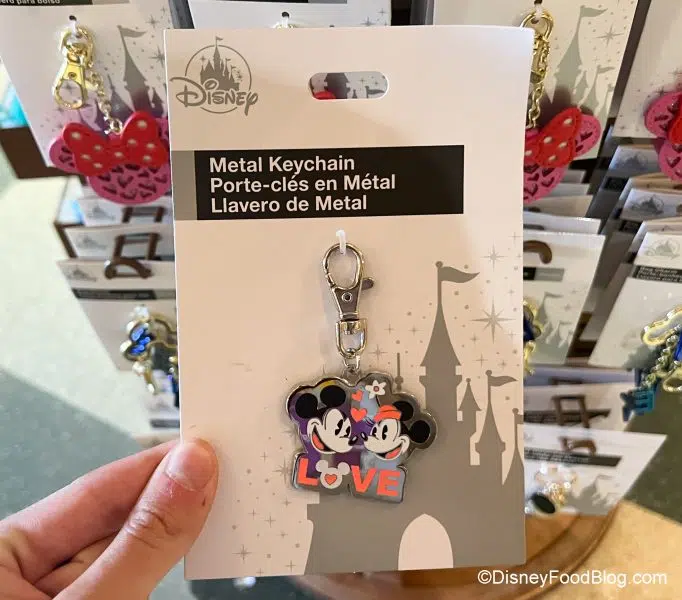 Disney
Metal Keychain
Porte-clés en Métal
Llavero de Metal
LOVE
©DisneyFoodBlog.com